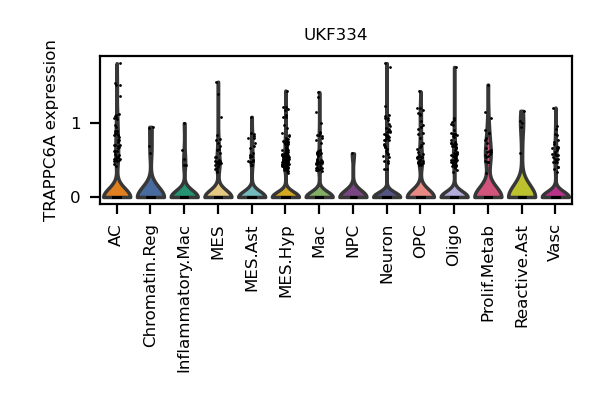 UKF334
TRAPPC6A expression
1
0
AC
Chromatin.Reg
Inflammatory.Mac
MES
MES.Ast
MES.Hyp
Mac
NPC
Neuron
OPC
Oligo
Prolif.Metab
Reactive.Ast
Vasc